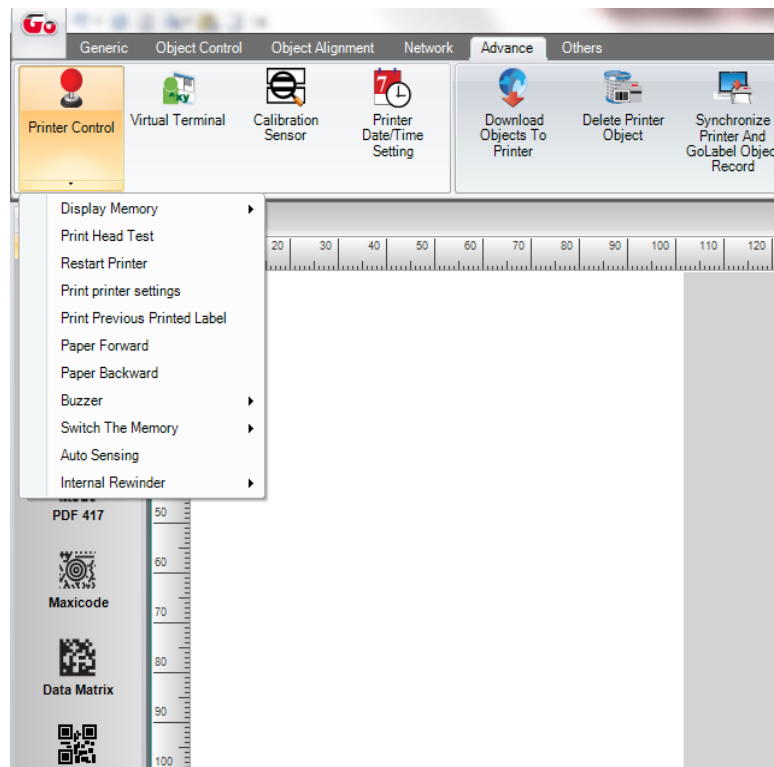 Go
Generic Object Control Object Alignment Network Advance Others
Printer Control
Virtual Terminal
Calibration
Sensor
Printer
Date/Time
Setting
Download
Objects To
Printer
Delete Printer
Object
Synchronize
Printer And
GoLabel Objec
Record
Display Memory
Print Head Test
Restart Printer
Print printer settings
Print Previous Printed Label
Paper Forward
Paper Backward
Buzzer
Switch The Memory
Auto Sensing
Internal Rewinder
20 30 40 50 60 70 80 90 100 110 120
PDF 417
Maxicode
Data Matrix
50
60
70
80
90
100